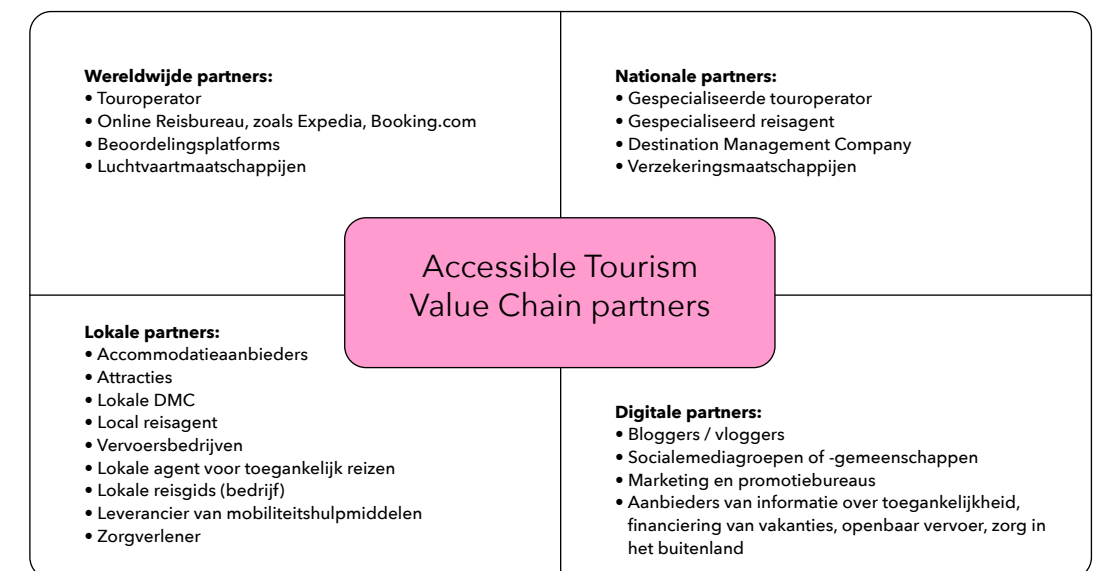 Wereldwijde partners:
• Touroperator
• Online Reisbureau, zoals Expedia, Booking.com
• Beoordelingsplatforms
• Luchtvaartmaatschappijen
Nationale partners:
• Gespecialiseerde touroperator
• Gespecialiseerd reisagent
• Destination Management Company
• Verzekeringsmaatschappijen
Accessible Tourism
Value Chain partners
Lokale partners:
• Accommodatieaanbieders
• Attracties
• Lokale DMC
• Local reisagent
• Vervoersbedrijven
• Lokale agent voor toegankelijk reizen
• Lokale reisgids (bedrijf)
• Leverancier van mobiliteitshulpmiddelen
• Zorgverlener
Digitale partners:
• Bloggers / vloggers
• Socialemediagroepen of -gemeenschappen
• Marketing en promotiebureaus
• Aanbieders van informatie over toegankelijkheid,
financiering van vakanties, openbaar vervoer, zorg in
het buitenland